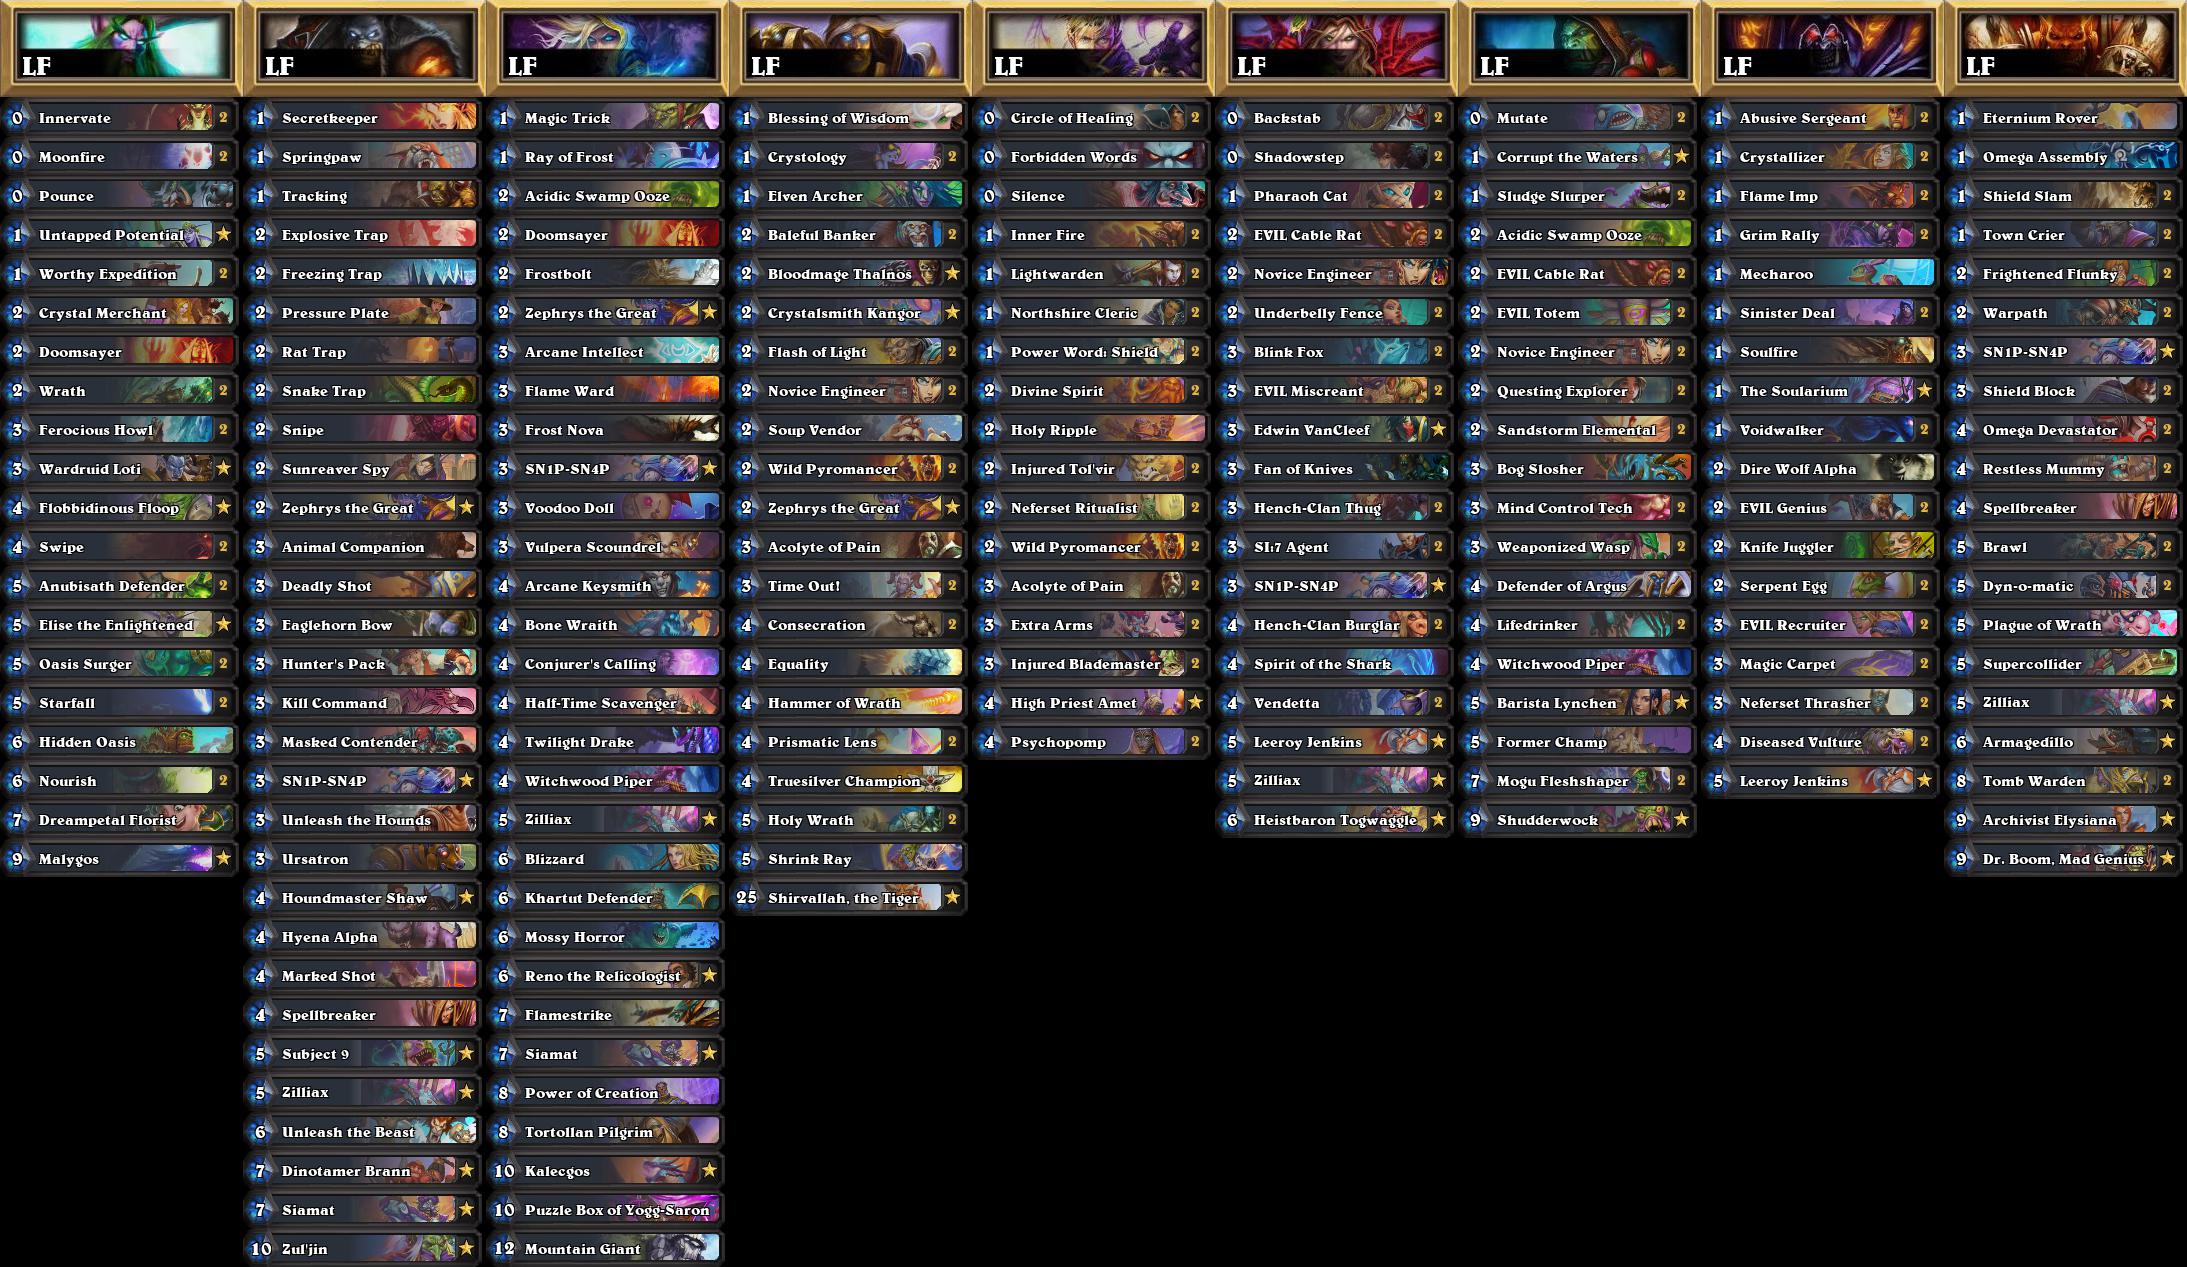 LF
0 Innervate 2
0 Moonfire 2
0 Pounce
1 Untapped Potential
1 Worthy Expedition 2
2 Crystal Merchant
2 Doomsayer
2 Wrath 2
3 Ferocious Howl 2
3 Wardruid Loti
4 Flobbidinous Floop
4 Swipe 2
5 Anubisath Defender 2
5 Elise the Enlightened
5 Oasis Surger 2
5 Starfall 2
6 Hidden Oasis
6 Nourish 2
7 Dreampetal Florist
9 Malygos
LF
1 Secretkeeper
1 Springpaw
1 Tracking
2 Explosive Trap
2 Freezing Trap
2 Pressure Plate
2 Rat Trap
2 Snake Trap
2 Snipe
2 Sunreaver Spy
2 Zephrys the Great
3 Animal Companion
3 Deadly Shot
3 Eaglehorn Bow
3 Hunter's Pack
3 Kill Command
3 Masked Contender
3 SN1P-SN4P
3 Unleash the Hounds
3 Ursatron
4 Houndmaster Shaw
4 Hyena Alpha
4 Marked Shot
4 Spellbreaker
5 Subject 9
5 Zilliax
6 Unleash the Beast
7 Dinotamer Brann
7 Siamat
10 Zul'jin
LF
1 Magic Trick
1 Ray of Frost
2 Acidic Swamp Ooze
2 Doomsayer
2 Frostbolt
2 Zephrys the Great
3 Arcane Intellect
3 Flame Ward
3 Frost Nova
3 SN1P-SN4P
3 Voodoo Doll
3 Vulpera Scoundrel
4 Arcane Keysmith
4 Bone Wraith
4 Conjurer's Calling
4 Half-Time Scavenger
4 Twilight Drake
4 Witchwood Piper
5 Zilliax
6 Blizzard
6 Khartut Defender
6 Mossy Horror
6 Reno the Relicologist
7 Flamestrike
7 Siamat
8 Power of Creation
8 Tortollan Pilgrim
10 Kalecgos
10 Puzzle Box of Yogg-Saron
12 Mountain Giant
LF
1 Blessing of Wisdom
1 Crystology 2
1 Elven Archer
2 Baleful Banker 2
2 Bloodmage Thalnos
2 Crystalsmith Kangor
2 Flash of Light 2
2 Novice Engineer 2
2 Soup Vendor
2 Wild Pyromancer 2
2 Zephrys the Great
3 Acolyte of Pain
3 Time Out! 2
4 Consecration 2
4 Equality
4 Hammer of Wrath
4 Prismatic Lens 2
4 Truesilver Champion
5 Holy Wrath 2
5 Shrink Ray
25 Shirvallah, the Tiger
LF
0 Circle of Healing 2
0 Forbidden Words
0 Silence
1 Inner Fire 2
1 Lightwarden 2
1 Northshire Cleric 2
1 Power Word: Shield 2
2 Divine Spirit 2
2 Holy Ripple
2 Injured Tol'vir 2
2 Neferset Ritualist 2
2 Wild Pyromancer 2
3 Acolyte of Pain 2
3 Extra Arms 2
3 Injured Blademaster 2
4 High Priest Amet
4 Psychopomp 2
LF
0 Backstab 2
0 Shadowstep 2
1 Pharaoh Cat 2
2 EVIL Cable Rat 2
2 Novice Engineer
2 Underbelly Fence 2
3 Blink Fox 2
3 EVIL Miscreant 2
3 Edwin VanCleef
3 Fan of Knives
3 Hench-Clan Thug 2
3 SI:7 Agent 2
3 SN1P-SN4P
4 Hench-Clan Burglar 2
4 Spirit of the Shark
4 Vendetta 2
5 Leeroy Jenkins
5 Zilliax
6 Heistbaron Togwaggle
LF
0 Mutate 2
1 Corrupt the Waters
1 Sludge Slurper 2
2 Acidic Swamp Ooze
2 EVIL Cable Rat 2
2 EVIL Totem 2
2 Novice Engineer 2
2 Questing Explorer 2
2 Sandstorm Elemental 2
3 Bog Slosher
3 Mind Control Tech 2
3 Weaponized Wasp 2
4 Defender of Argus
4 Lifedrinker 2
4 Witchwood Piper
5 Barista Lynchen
5 Former Champ
7 Mogu Fleshshaper 2
9 Shudderwock
LF
1 Abusive Sergeant 2
1 Crystallizer 2
1 Flame Imp 2
1 Grim Rally 2
1 Mecharoo
1 Sinister Deal 2
1 Soulfire
1 The Soularium
1 Voidwalker 2
2 Dire Wolf Alpha
2 EVIL Genius 2
2 Knife Juggler 2
2 Serpent Egg 2
3 EVIL Recruiter 2
3 Magic Carpet 2
3 Neferset Thrasher 2
4 Diseased Vulture 2
5 Leeroy Jenkins
LF
1 Eternium Rover
1 Omega Assembly
1 Shield Slam 2
1 Town Crier 2
2 Frightened Flunky 2
2 Warpath 2
3 SN1P-SN4P
3 Shield Block 2
4 Omega Devastator 2
4 Restless Mummy 2
4 Spellbreaker
5 Brawl 2
5 Dyn-o-matic 2
5 Plague of Wrath
5 Supercollider
5 Zilliax
6 Armagedillo
8 Tomb Warden 2
9 Archivist Elysiana
9 Dr. Boom, Mad Genius